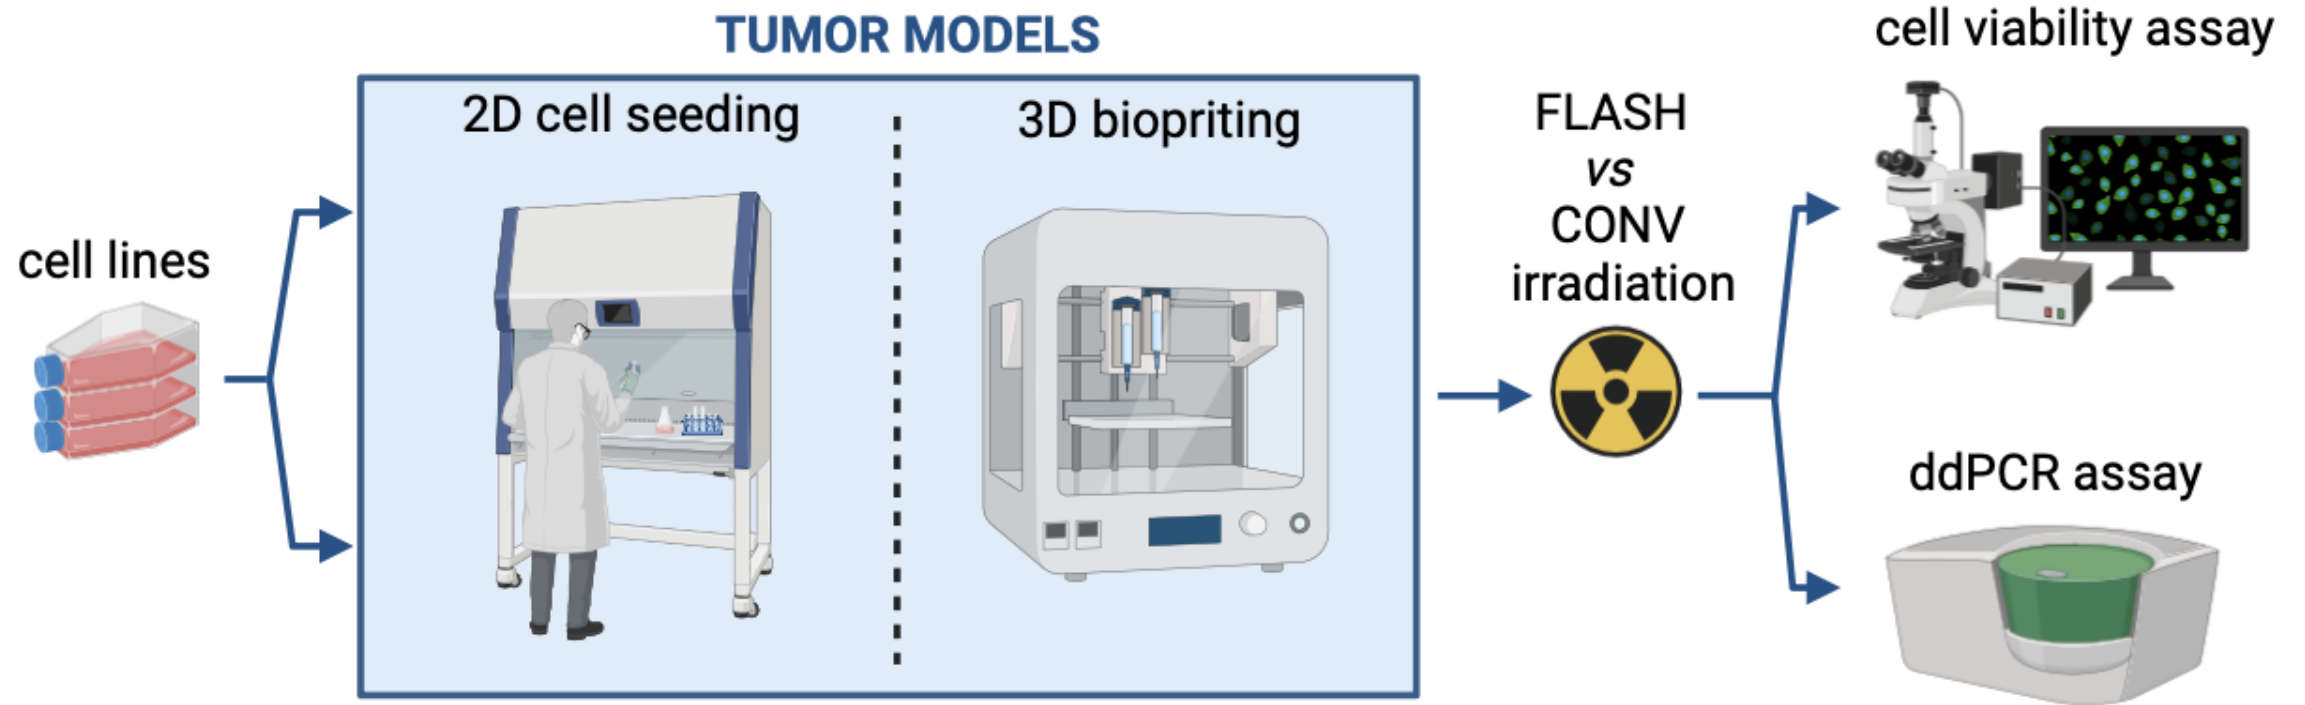 TUMOR MODELS
cell lines
2D cell seeding
3D biopriting
FLASH
vs
CONV
irradiation
cell viability assay
ddPCR assay